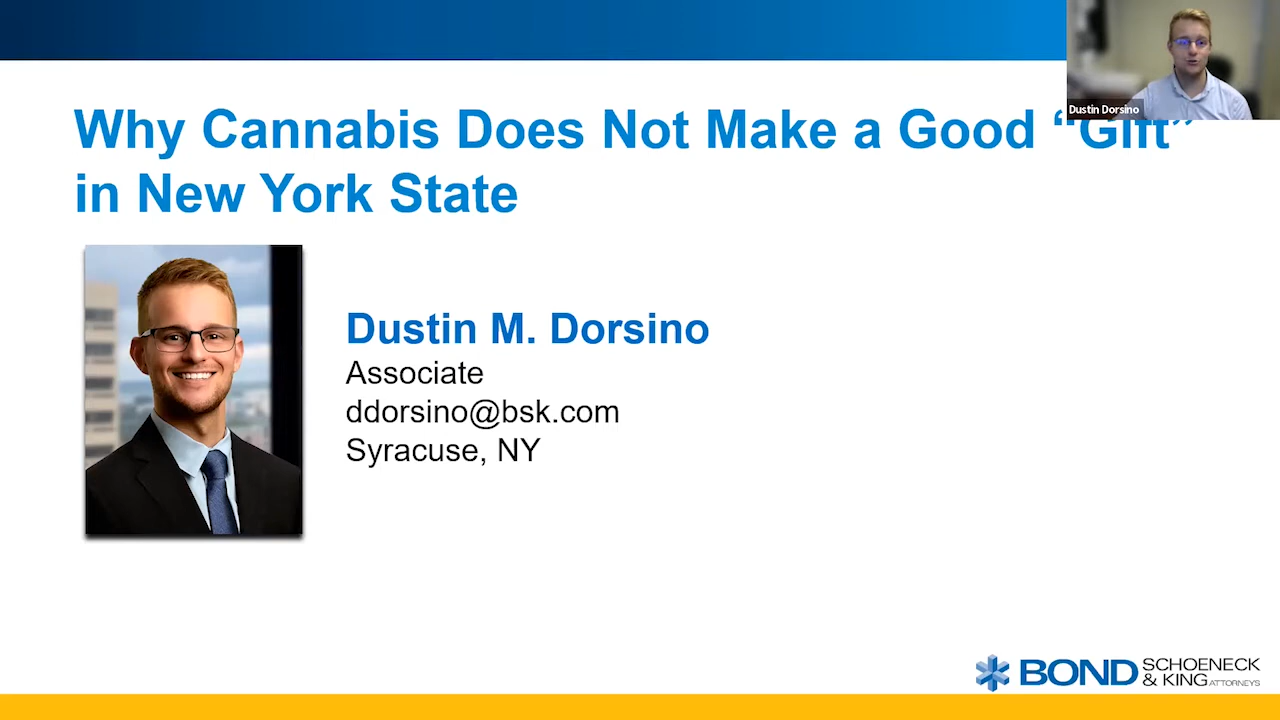 Why Cannabis Does Not Make a Good “Gift”
in New York State
Dustin Dorsino
Dustin M. Dorsino
Associate
ddorsino@bsk.com
Syracuse, NY
BOND SCHOENECK
& KING ATTORNEYS